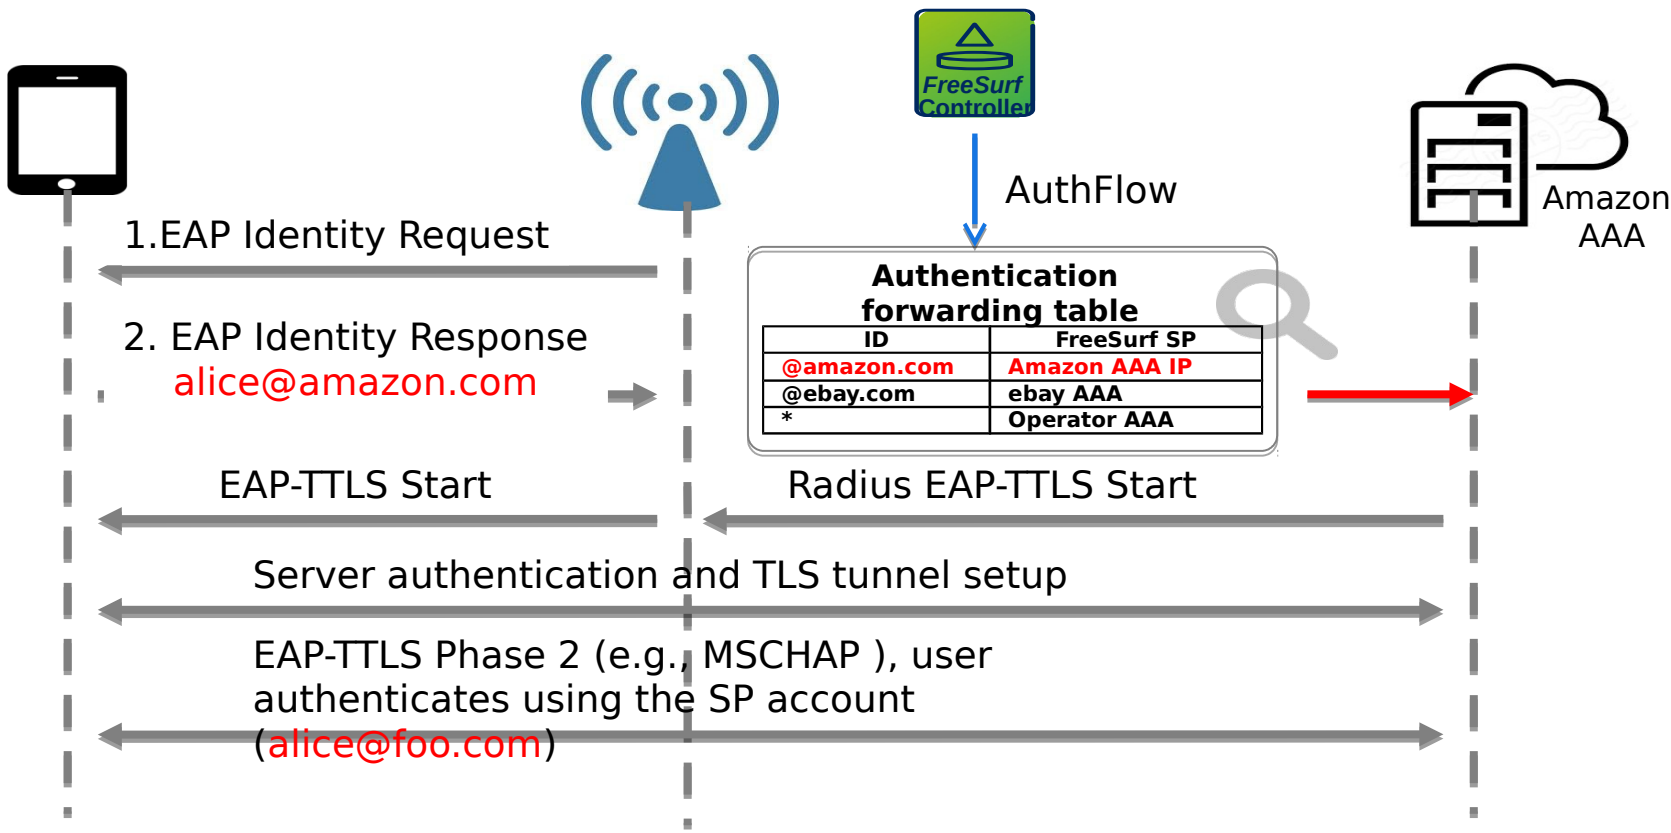 FreeSurf
Controller
AuthFlow
Amazon
AAA
1.EAP Identity Request
2. EAP Identity Response
alice@amazon.com
Authentication
forwarding table
ID FreeSurf SP
@amazon.com Amazon AAA IP
@ebay.com ebay AAA
* Operator AAA
EAP-TTLS Start
Radius EAP-TTLS Start
Server authentication and TLS tunnel setup
EAP-TTLS Phase 2 (e.g., MSCHAP ), user
authenticates using the SP account
(alice@foo.com)